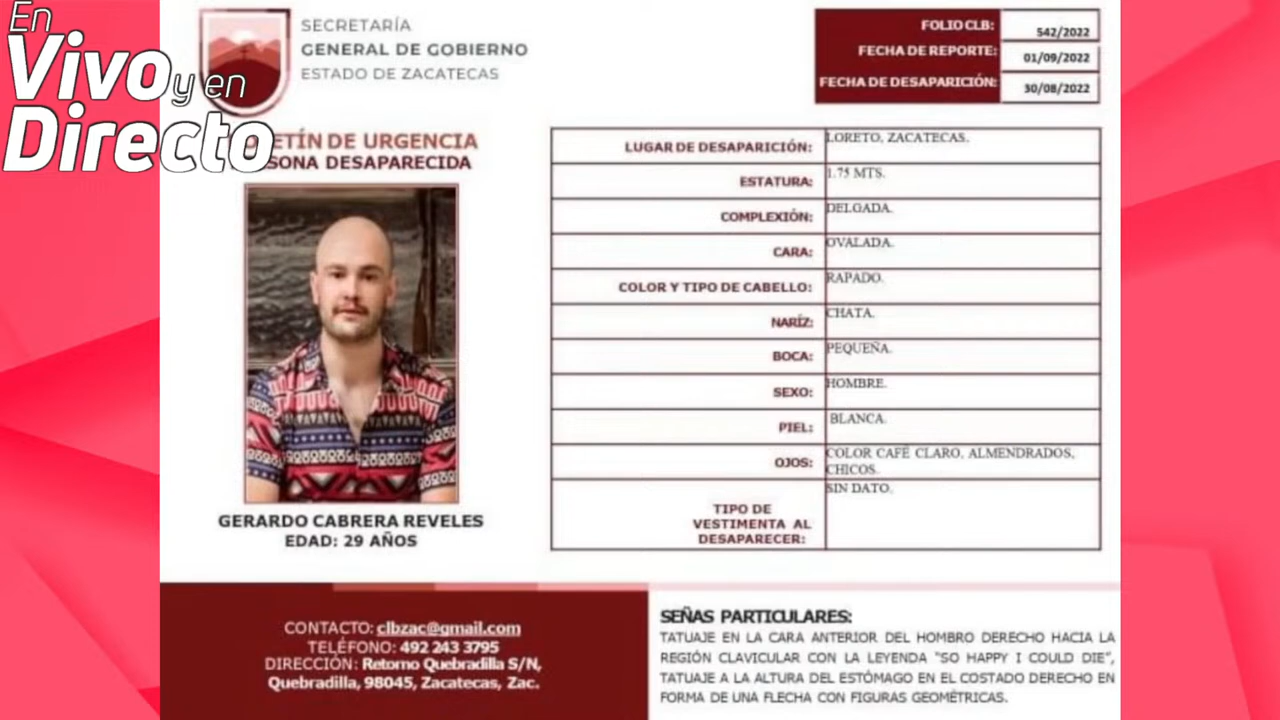 En
Vivo y en
Directo
SECRETARÍA
GENERAL DE GOBIERNO
ESTADO DE ZACATECAS
FOLIO CLB: 542/2022
FECHA DE REPORTE: 01/09/2022
FECHA DE DESAPARICIÓN: 30/08/2022
ETÍN DE URGENCIA
SONA DESAPARECIDA
GERARDO CABRERA REVELES
EDAD: 29 AÑOS
LUGAR DE DESAPARICIÓN: LORETO, ZACATECAS.
ESTATURA: 1.75 MTS.
COMPLEXIÓN: DELGADA.
CARA: OVALADA.
COLOR Y TIPO DE CABELLO: RAPADO.
NARÍZ: CHATA.
BOCA: PEQUEÑA.
SEXO: HOMBRE.
PIEL: BLANCA.
OJOS: COLOR CAFÉ CLARO, ALMENDRADOS,
CHICOS.
TIPO DE
VESTIMENTA AL
DESAPARECER:
SIN DATO.
CONTACTO: clbzac@gmail.com
TELÉFONO: 492 243 3795
DIRECCIÓN: Retorno Quebradilla S/N,
Quebradilla, 98045, Zacatecas, Zac.
SEÑAS PARTICULARES:
TATUAJE EN LA CARA ANTERIOR DEL HOMBRO DERECHO HACIA LA
REGIÓN CLAVICULAR CON LA LEYENDA "SO HAPPY I COULD DIE",
TATUAJE A LA ALTURA DEL ESTÓMAGO EN EL COSTADO DERECHO EN
FORMA DE UNA FLECHA CON FIGURAS GEOMÉTRICAS.